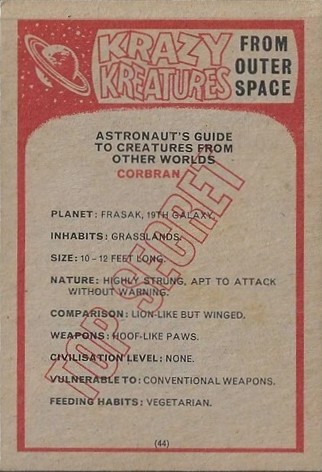 KRAZY
KREATURES
FROM
OUTER
SPACE
ASTRONAUT'S GUIDE
TO CREATURES FROM
OTHER WORLDS
CORBRAN
TOP SECRET
PLANET: FRASAK, 19TH GALAXY.
INHABITS: GRASSLANDS.
SIZE: 10-12 FEET LONG.
NATURE: HIGHLY STRUNG, APT TO ATTACK
WITHOUT WARNING.
COMPARISON: LION-LIKE BUT WINGED.
WEAPONS: HOOF-LIKE PAWS.
CIVILISATION LEVEL: NONE.
VULNERABLE TO: CONVENTIONAL WEAPONS.
FEEDING HABITS: VEGETARIAN.
(44)